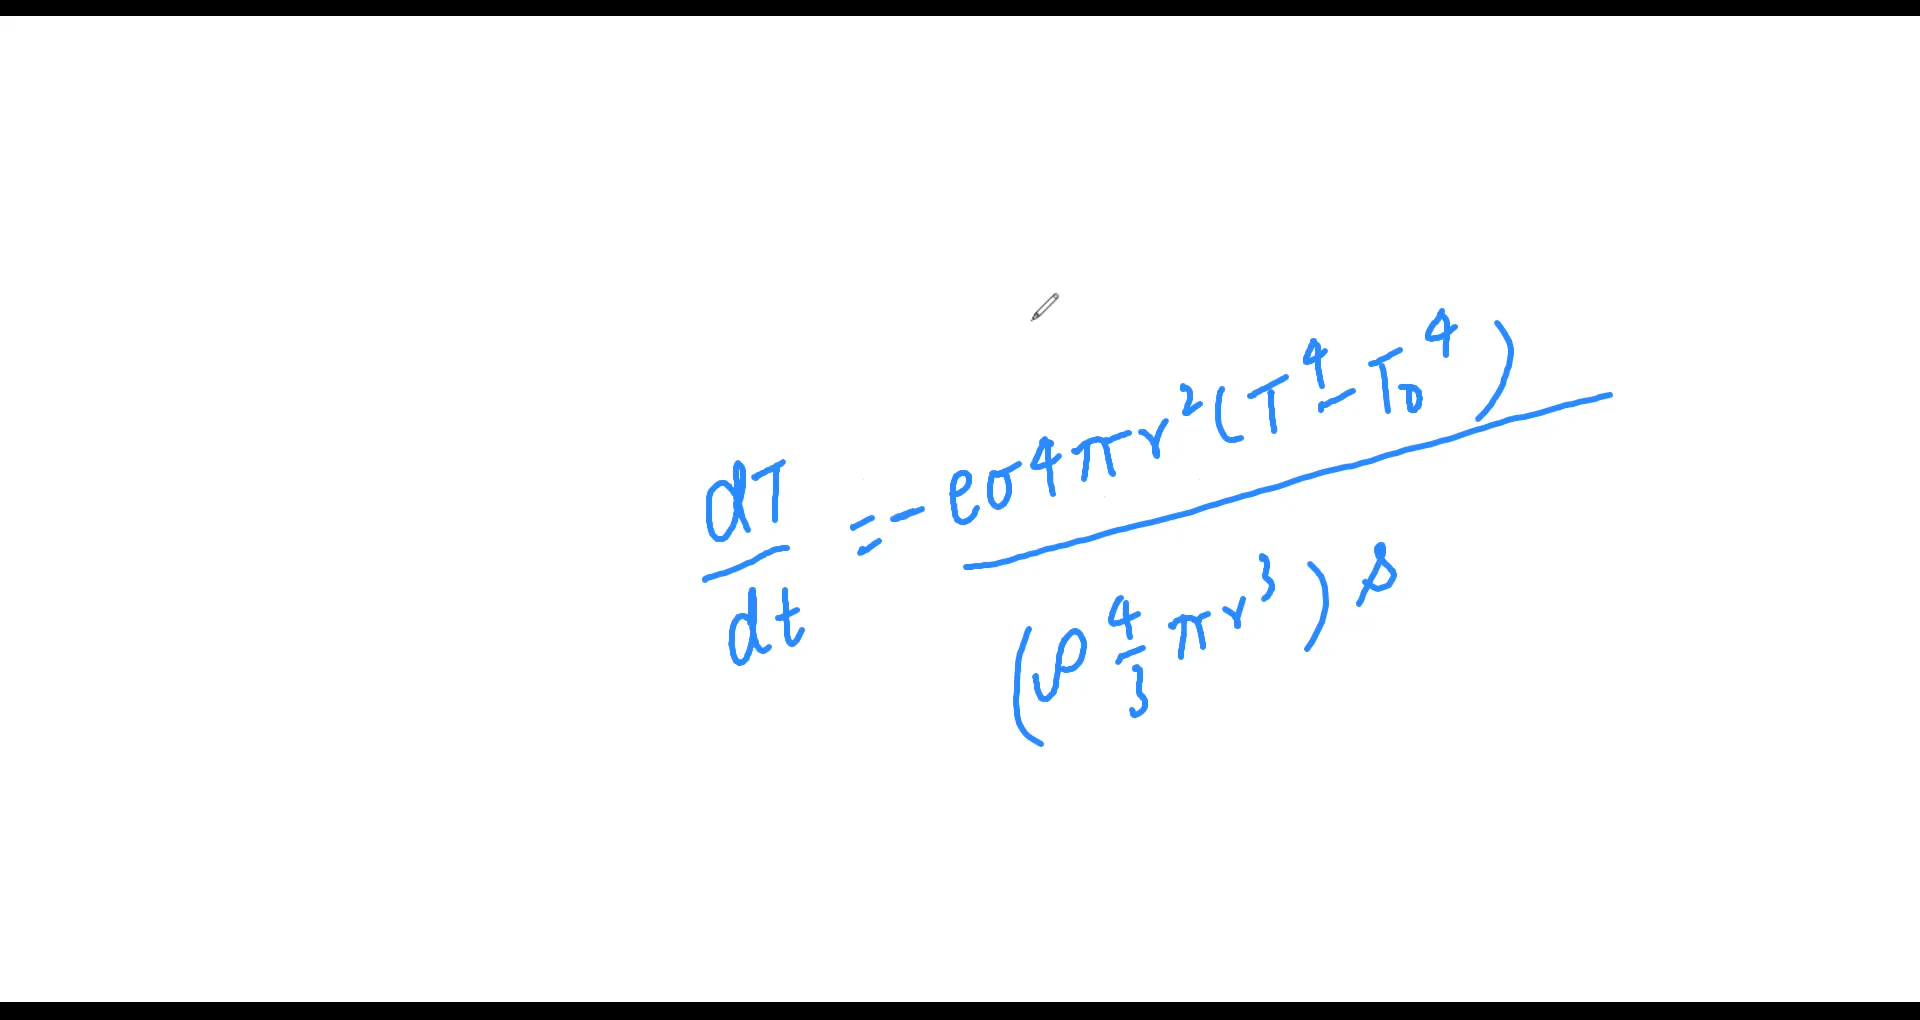 dT/dt = - eσ4πr²(T⁴ - T₀⁴) / (ρ 4/3 πr³) s